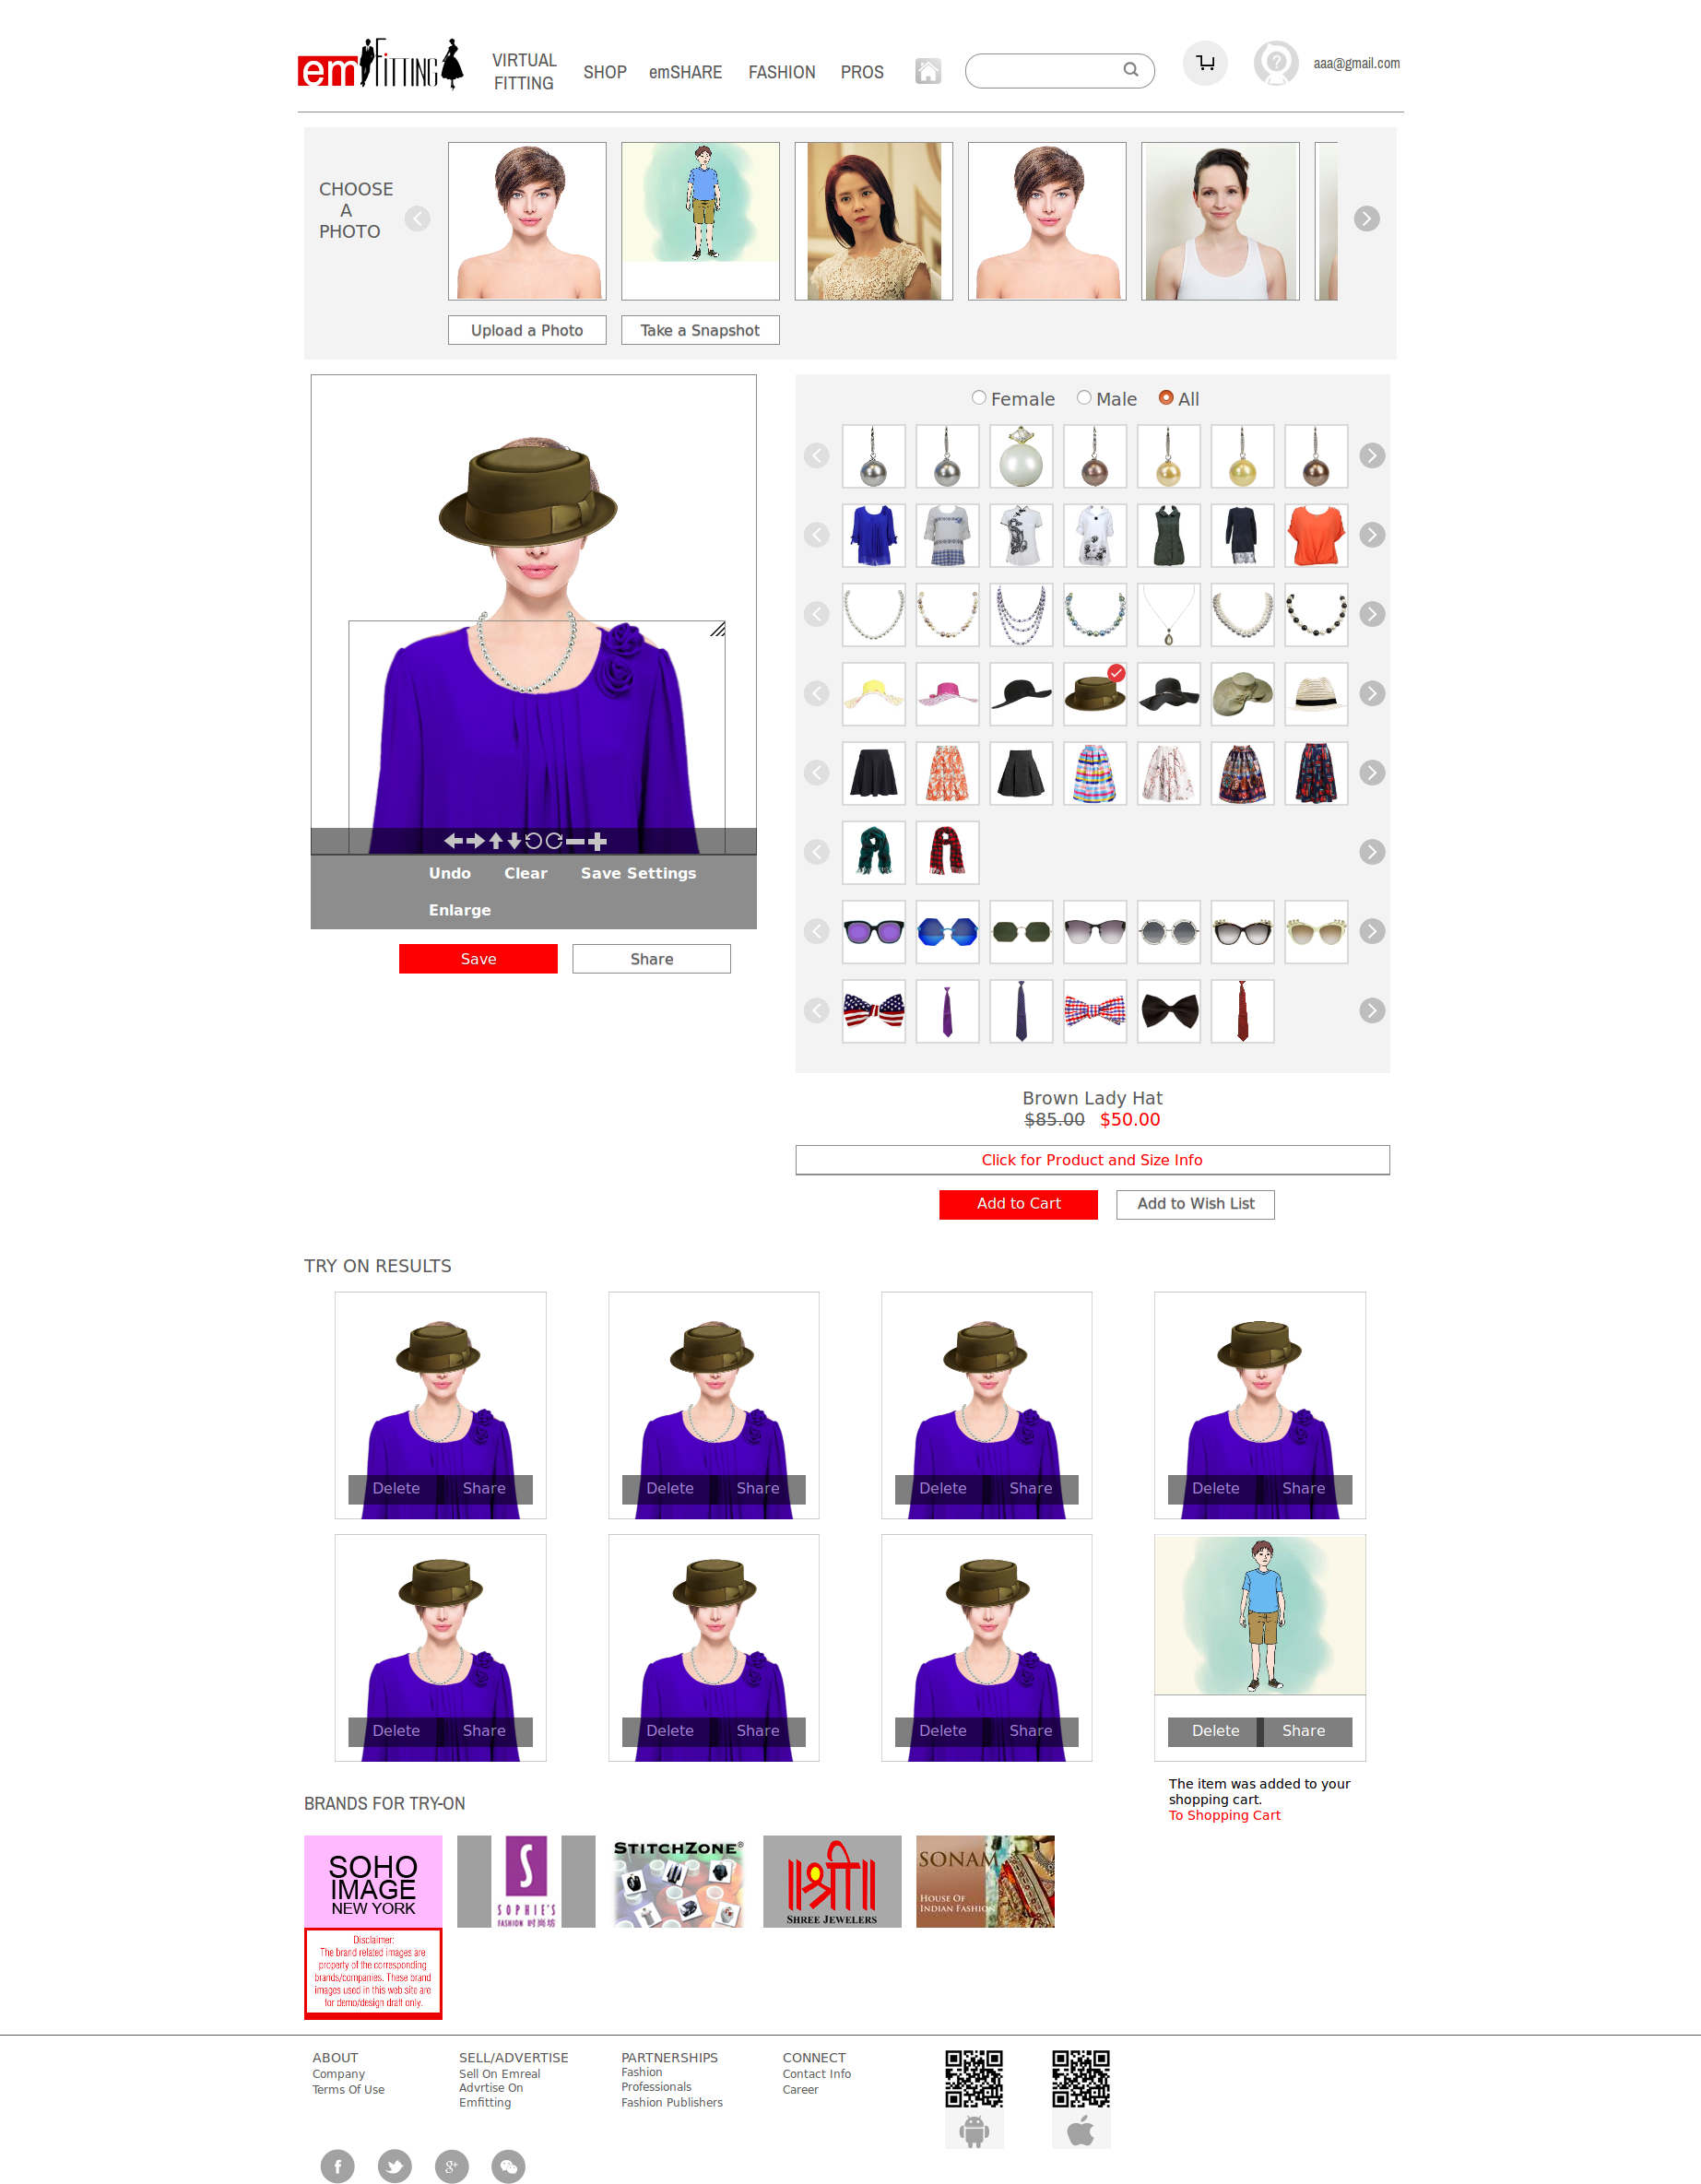 em FITTING
VIRTUAL
FITTING
SHOP
emSHARE
FASHION
PROS
aaa@gmail.com
CHOOSE
A
PHOTO
Upload a Photo
Take a Snapshot
Female
Male
All
Undo
Clear
Save Settings
Enlarge
Save
Share
Brown Lady Hat
$85.00 $50.00
Click for Product and Size Info
Add to Cart
Add to Wish List
TRY ON RESULTS
Delete Share
Delete Share
Delete Share
Delete Share
Delete Share
Delete Share
Delete Share
Delete Share
The item was added to your
shopping cart.
To Shopping Cart
BRANDS FOR TRY-ON
SOHO
IMAGE
NEW YORK
S
SOPHIE'S
FASHION 时尚坊
STITCHZONE®
॥श्री॥
SHREE JEWELERS
SONAM
HOUSE OF
INDIAN FASHION
Disclaimer:
The brand related images are
property of the corresponding
brands/companies. These brand
images used in this web site are
for demo/design draft only.
ABOUT
Company
Terms Of Use
SELL/ADVERTISE
Sell On Emreal
Advrtise On
Emfitting
PARTNERSHIPS
Fashion
Professionals
Fashion Publishers
CONNECT
Contact Info
Career